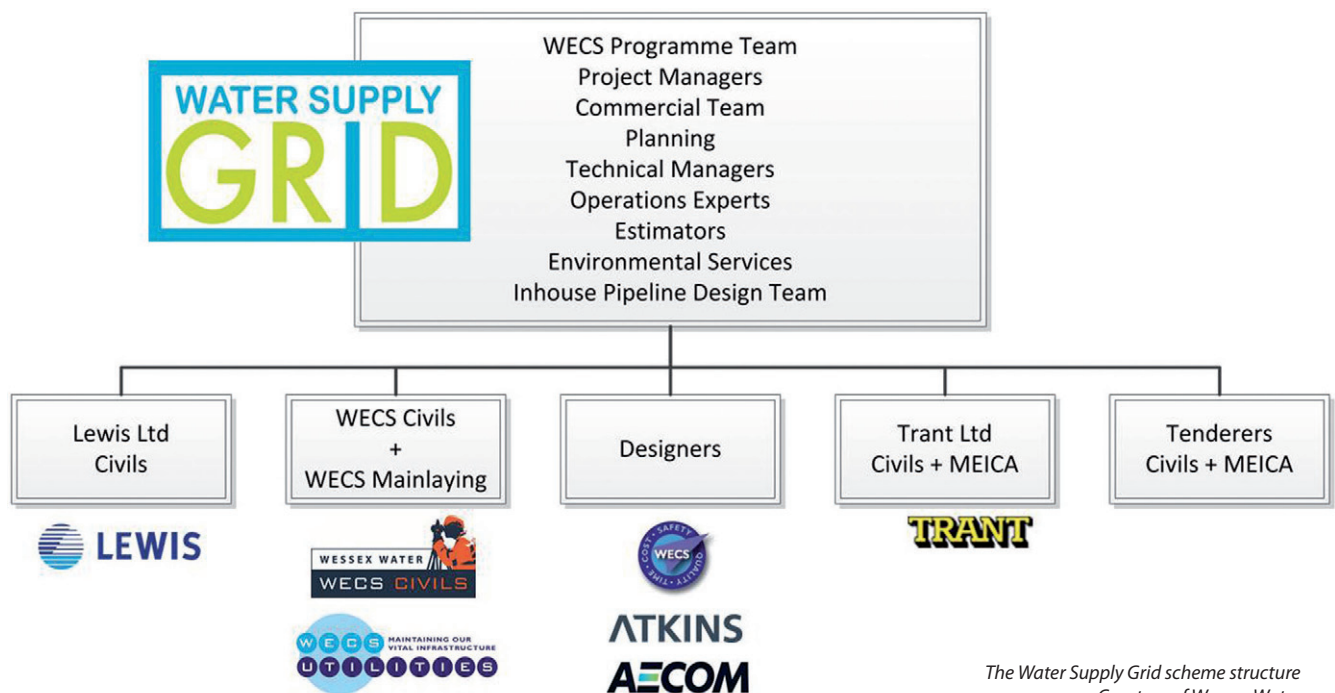 WATER SUPPLY
GRID
WECS Programme Team
Project Managers
Commercial Team
Planning
Technical Managers
Operations Experts
Estimators
Environmental Services
Inhouse Pipeline Design Team
Lewis Ltd
Civils
WECS Civils
+
WECS Mainlaying
Designers
Trant Ltd
Civils + MEICA
Tenderers
Civils + MEICA
LEWIS
WESSEX WATER
WECS CIVILS
WECS
UTILITIES
MAINTAINING OUR
VITAL INFRASTRUCTURE
COST • SAFETY • QUALITY • TIME
WECS
ATKINS
AECOM
TRANT
The Water Supply Grid scheme structure